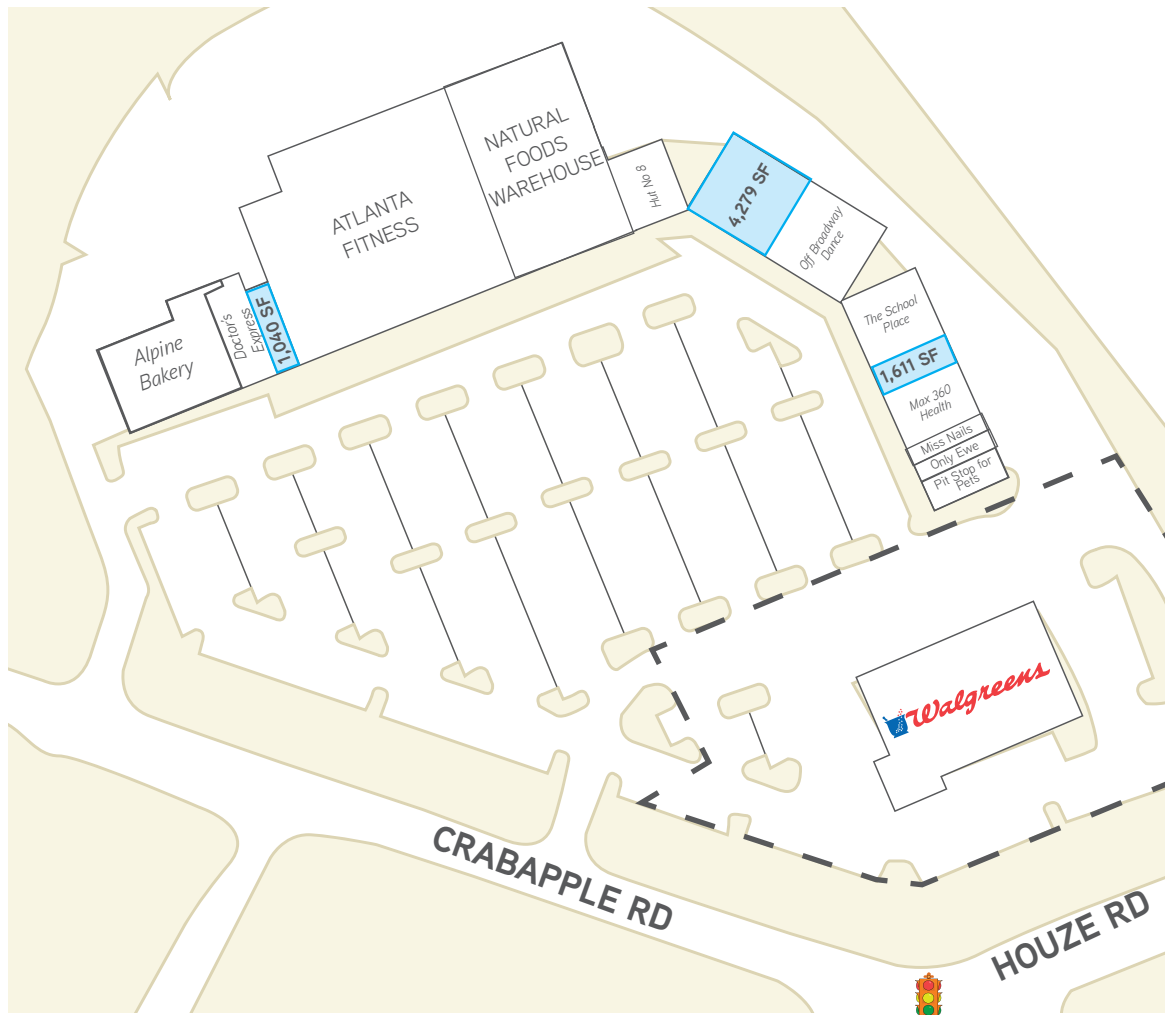 NATURAL
FOODS
WAREHOUSE
ATLANTA
FITNESS
Hut No 8
4,279 SF
Off Broadway
Dance
The School
Place
1,611 SF
Max 360
Health
Miss Nails
Only Ewe
Pit Stop for
Pets
1,040 SF
Doctor's
Express
Alpine
Bakery
Walgreens
CRABAPPLE RD
HOUZE RD